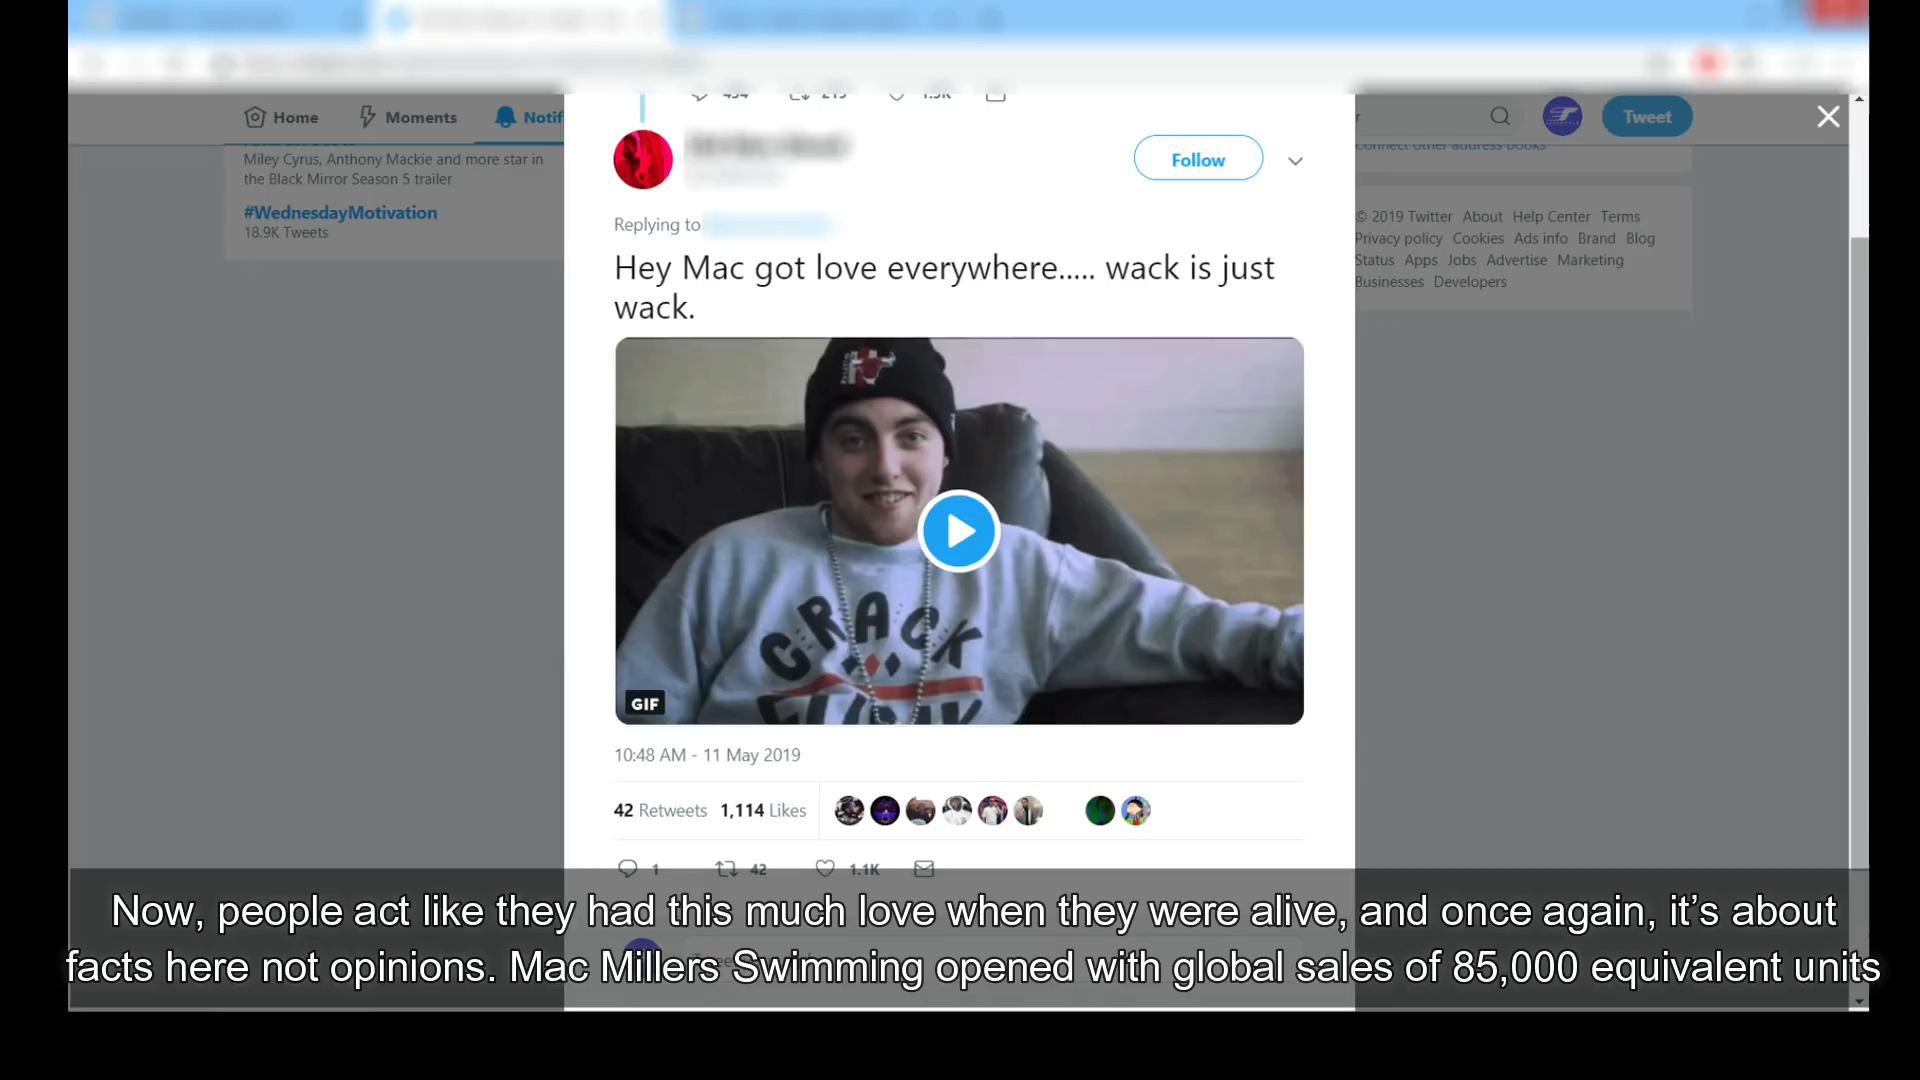 Home
Moments
Notif
Tweet
Miley Cyrus, Anthony Mackie and more star in
the Black Mirror Season 5 trailer
#WednesdayMotivation
18.9K Tweets
Follow
Replying to
Hey Mac got love everywhere..... wack is just
wack.
CRACK
GIF
10:48 AM - 11 May 2019
42 Retweets 1,114 Likes
1 42 1.1K
© 2019 Twitter About Help Center Terms
Privacy policy Cookies Ads info Brand Blog
Status Apps Jobs Advertise Marketing
Businesses Developers
Now, people act like they had this much love when they were alive, and once again, it’s about
facts here not opinions. Mac Millers Swimming opened with global sales of 85,000 equivalent units